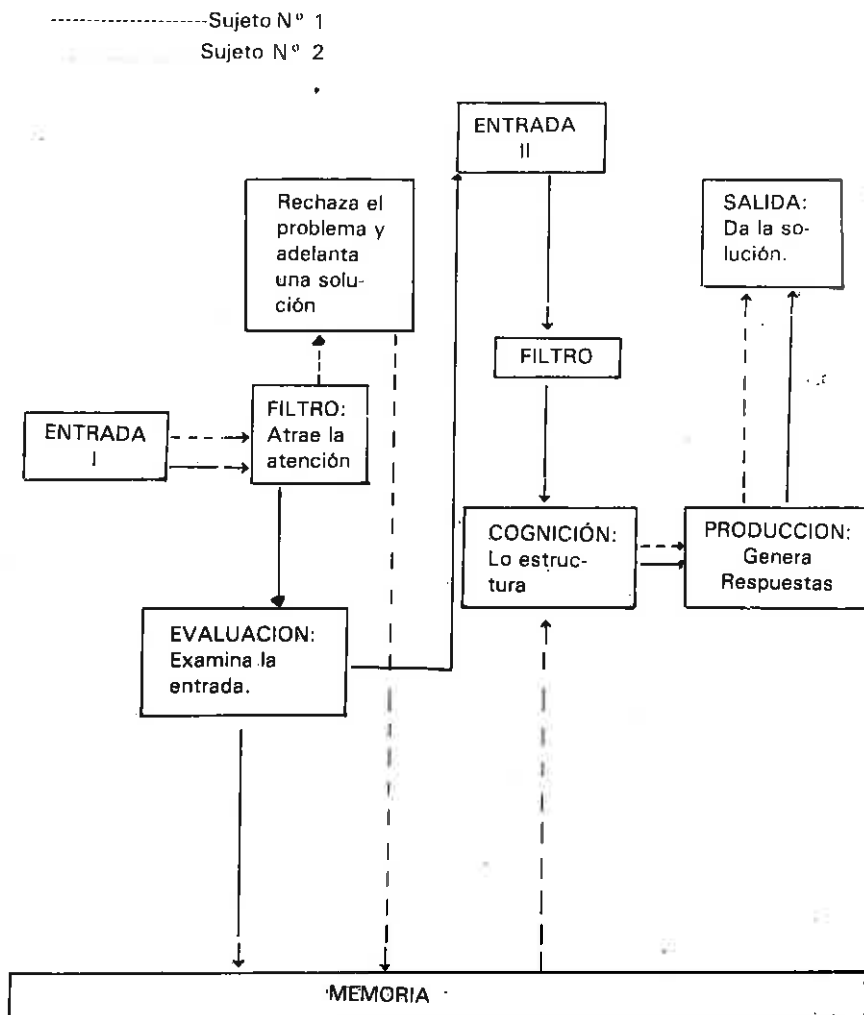 Sujeto Nº 1
Sujeto Nº 2
ENTRADA
II
Rechaza el
problema y
adelanta
una solu-
ción
SALIDA:
Da la so-
lución.
FILTRO
ENTRADA
I
FILTRO:
Atrae la
atención
COGNICIÓN:
Lo estruc-
tura
PRODUCCION:
Genera
Respuestas
EVALUACION:
Examina la
entrada.
MEMORIA